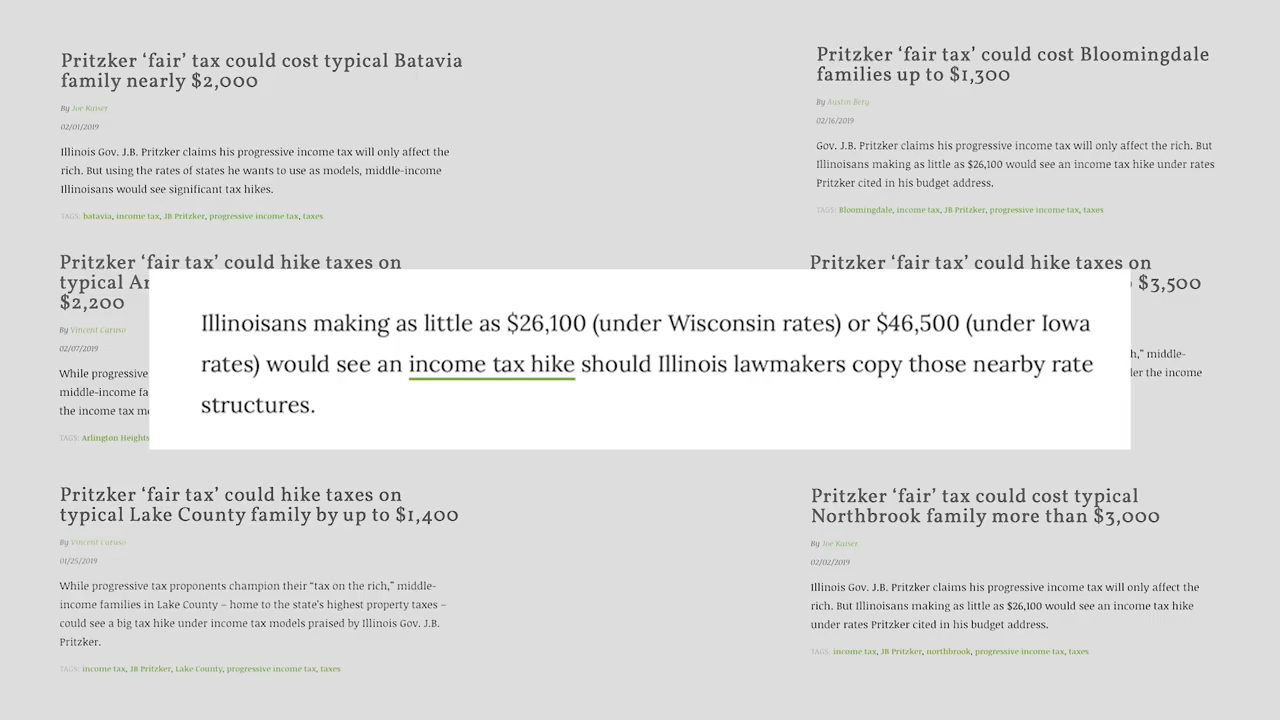 Pritzker ‘fair’ tax could cost typical Batavia
family nearly $2,000
By Joe Kaiser
02/01/2019
Illinois Gov. J.B. Pritzker claims his progressive income tax will only affect the
rich. But using the rates of states he wants to use as models, middle-income
Illinoisans would see significant tax hikes.
TAGS: batavia, income tax, JB Pritzker, progressive income tax, taxes
Pritzker ‘fair tax’ could cost Bloomingdale
families up to $1,300
By Austin Berg
02/16/2019
Gov. J.B. Pritzker claims his progressive income tax will only affect the rich. But
Illinoisans making as little as $26,100 would see an income tax hike under rates
Pritzker cited in his budget address.
TAGS: Bloomingdale, income tax, JB Pritzker, progressive income tax, taxes
Pritzker ‘fair tax’ could hike taxes on
typical
$2,200
By Vincent Caruso
02/07/2019
While progressive
middle-income
the income tax
TAGS: Arlington Heights
Pritzker ‘fair tax’ could hike taxes on
$3,500
middle-
the income
Illinoisans making as little as $26,100 (under Wisconsin rates) or $46,500 (under Iowa
rates) would see an income tax hike should Illinois lawmakers copy those nearby rate
structures.
Pritzker ‘fair tax’ could hike taxes on
typical Lake County family by up to $1,400
By Vincent Caruso
01/25/2019
While progressive tax proponents champion their “tax on the rich,” middle-
income families in Lake County – home to the state’s highest property taxes –
could see a big tax hike under income tax models praised by Illinois Gov. J.B.
Pritzker.
TAGS: income tax, JB Pritzker, Lake County, progressive income tax, taxes
Pritzker ‘fair’ tax could cost typical
Northbrook family more than $3,000
By Joe Kaiser
02/02/2019
Illinois Gov. J.B. Pritzker claims his progressive income tax will only affect the
rich. But Illinoisans making as little as $26,100 would see an income tax hike
under rates Pritzker cited in his budget address.
TAGS: income tax, JB Pritzker, northbrook, progressive income tax, taxes